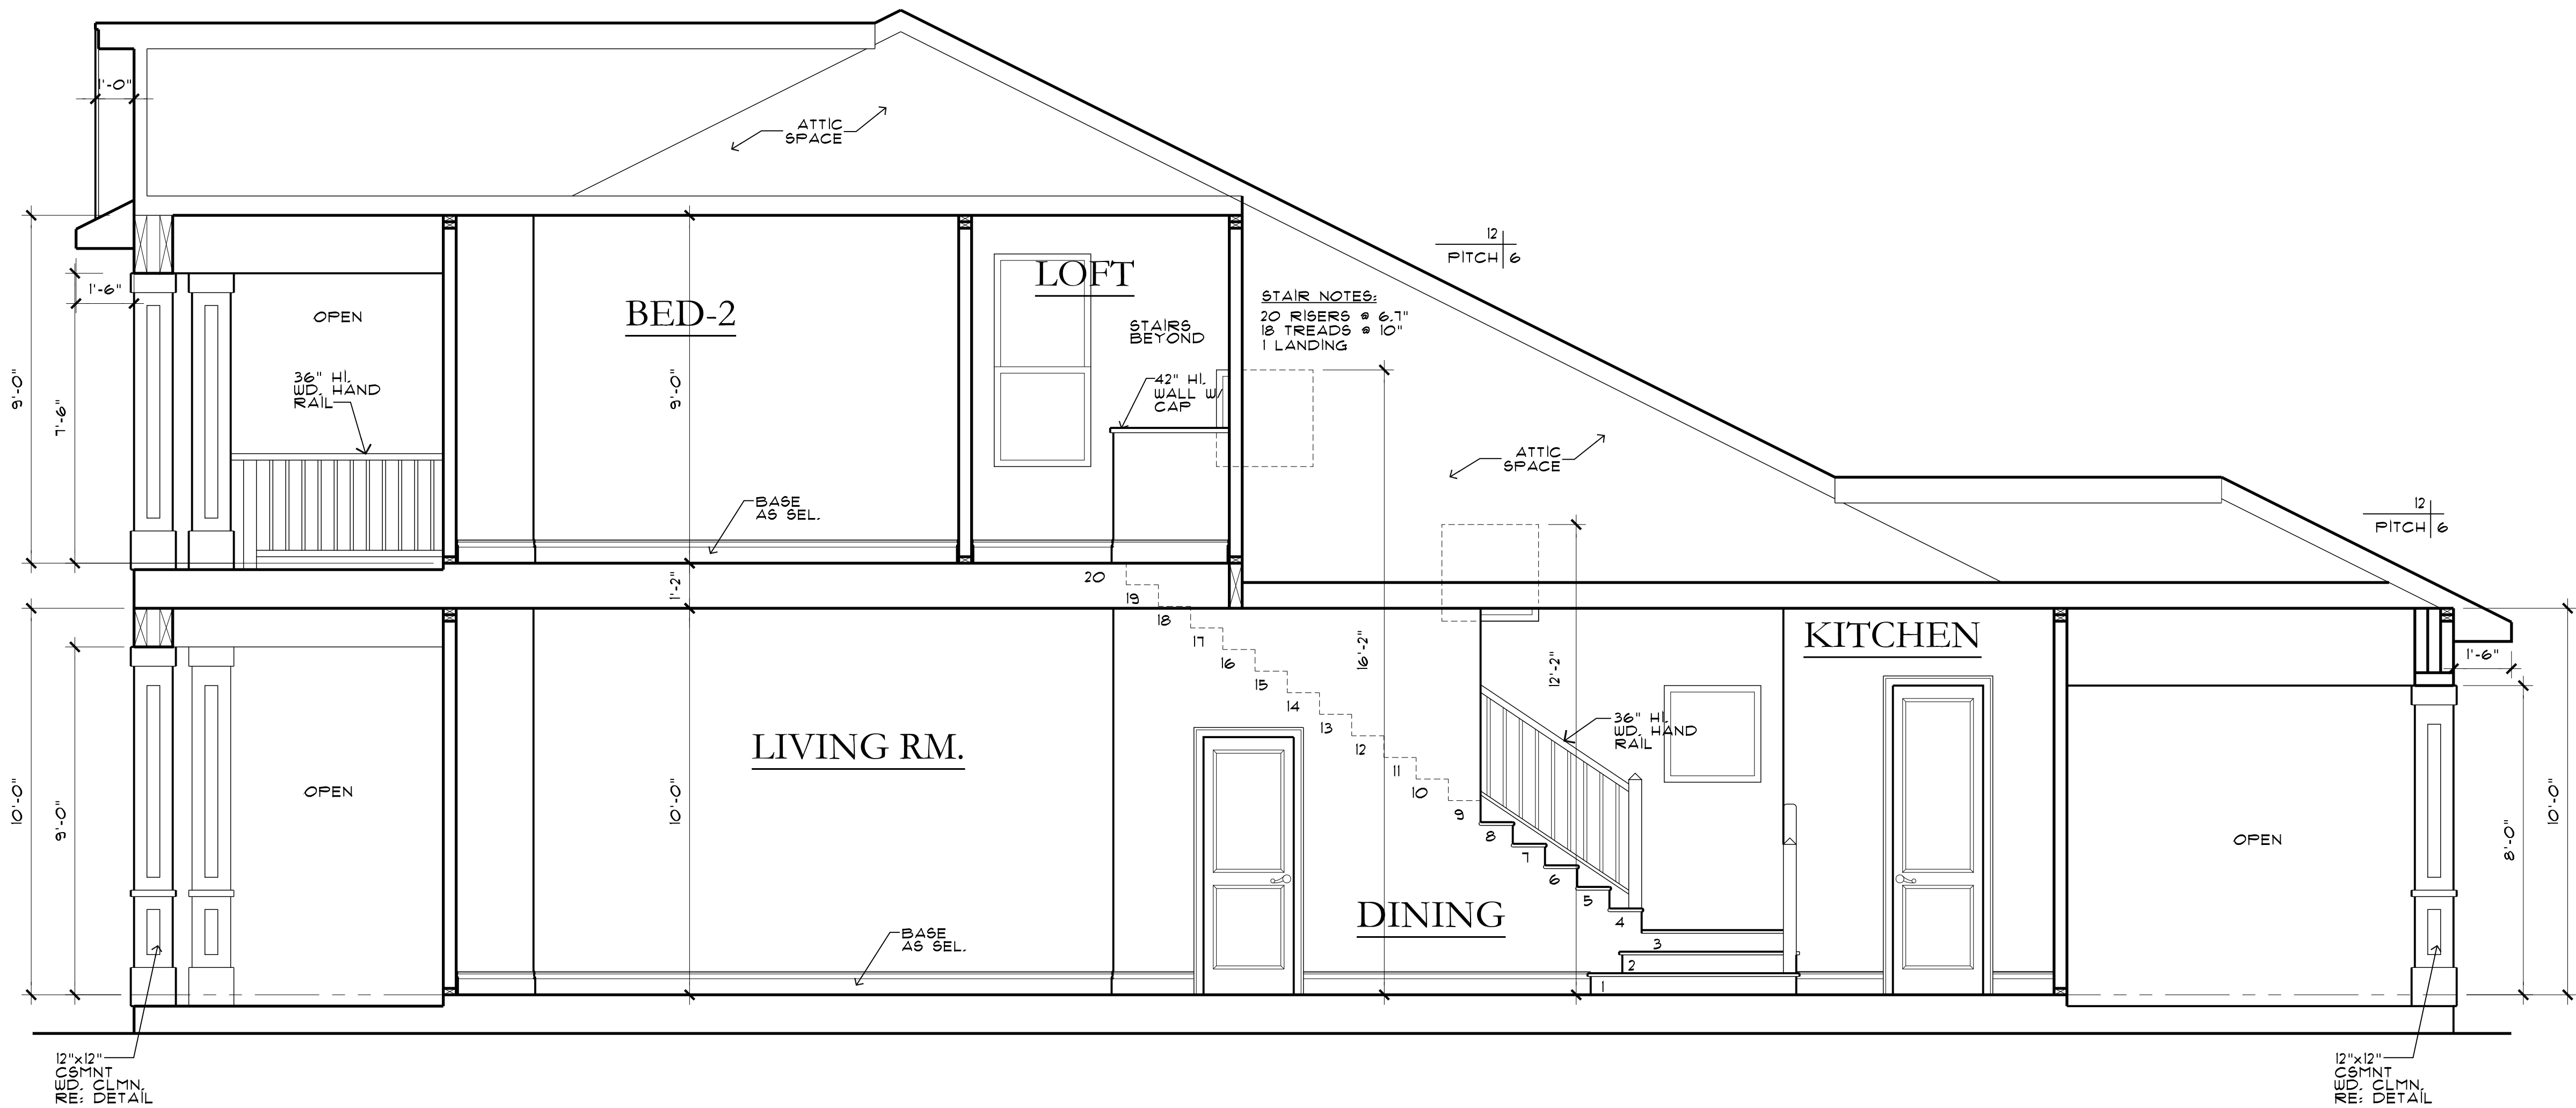 1'-0"
ATTIC
SPACE
12
PITCH 6
LOFT
BED-2
1'-6"
OPEN
STAIR NOTES:
20 RISERS @ 6.7"
18 TREADS @ 10"
1 LANDING
STAIRS
BEYOND
36" HI.
WD. HAND
RAIL
42" HI.
WALL W/
CAP
9'-0"
7'-6"
9'-0"
ATTIC
SPACE
BASE
AS SEL.
12
PITCH 6
1'-2"
20
19
18
17
16
15
14
13
12
11
10
9
8
7
6
5
4
3
2
1
KITCHEN
1'-6"
16'-2"
12'-2"
36" HI.
WD. HAND
RAIL
LIVING RM.
10'-0"
9'-0"
OPEN
10'-0"
OPEN
8'-0"
10'-0"
DINING
BASE
AS SEL.
12"x12"
CSMNT
WD. CLMN.
RE: DETAIL
12"x12"
CSMNT
WD. CLMN.
RE: DETAIL